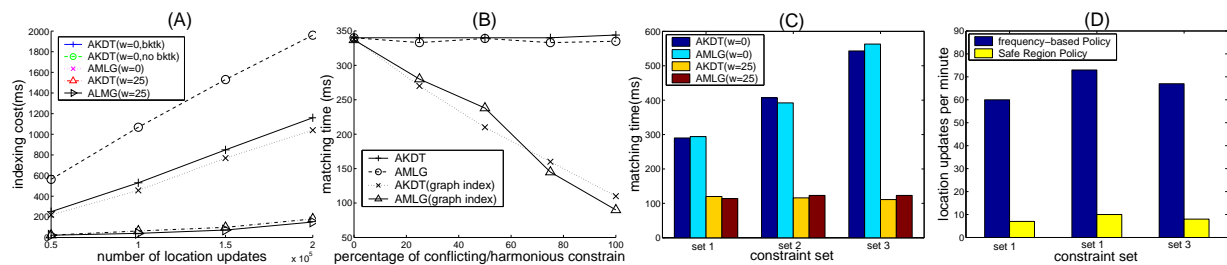 (A)
indexing cost(ms)
2000
1800
1600
1400
1200
1000
800
600
400
200
0
AKDT(w=0,bktk)
AKDT(w=0,no bktk)
AMLG(w=0)
AKDT(w=25)
ALMG(w=25)
0.5 1 1.5 2
x 10^5
number of location updates
(B)
matching time (ms)
350
300
250
200
150
100
50
AKDT
AMLG
AKDT(graph index)
AMLG(graph index)
0 20 40 60 80 100
percentage of conflicting/harmonious constrain
(C)
matching time(ms)
600
500
400
300
200
100
0
AKDT(w=0)
AMLG(w=0)
AKDT(w=25)
AMLG(w=25)
set 1 set 2 set 3
constraint set
(D)
location updates per minute
90
80
70
60
50
40
30
20
10
0
frequency-based Policy
Safe Region Policy
set 1 set 1 set 3
constraint set